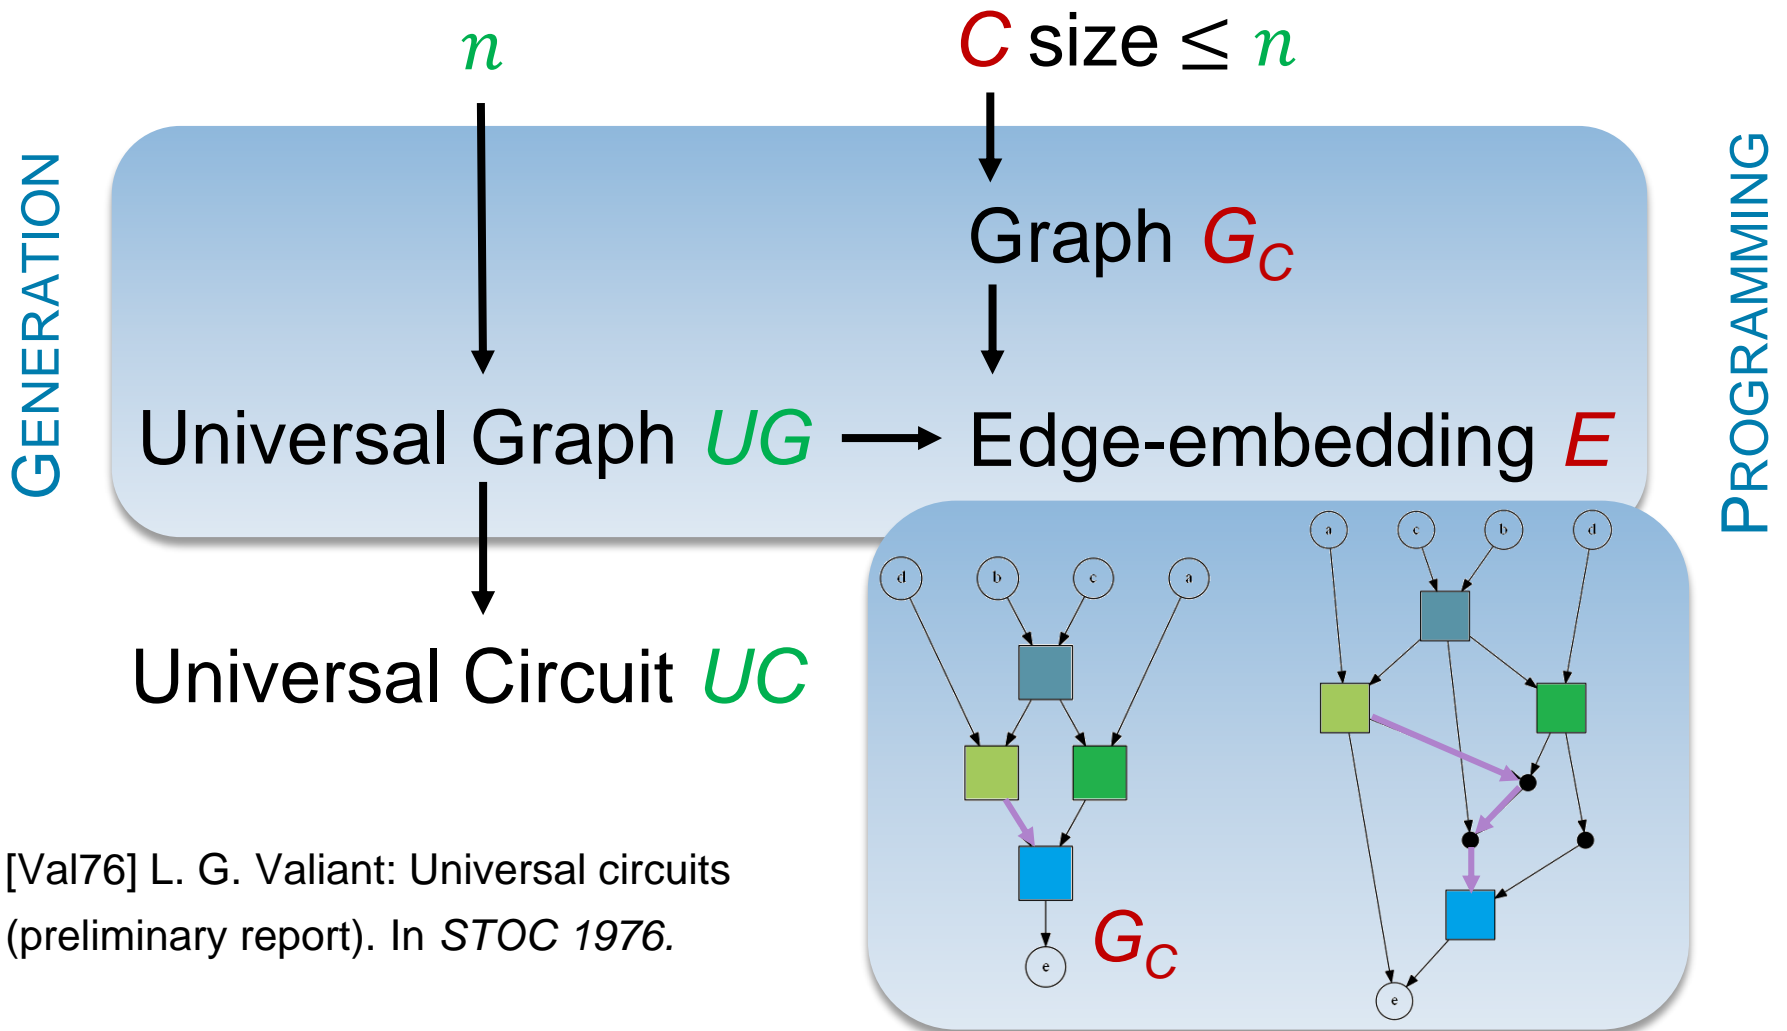 n
C size ≤ n
GENERATION
PROGRAMMING
Graph G_C
Universal Graph UG
Edge-embedding E
Universal Circuit UC
a c b d
d b c a
e
G_C
e
[Val76] L. G. Valiant: Universal circuits
(preliminary report). In STOC 1976.